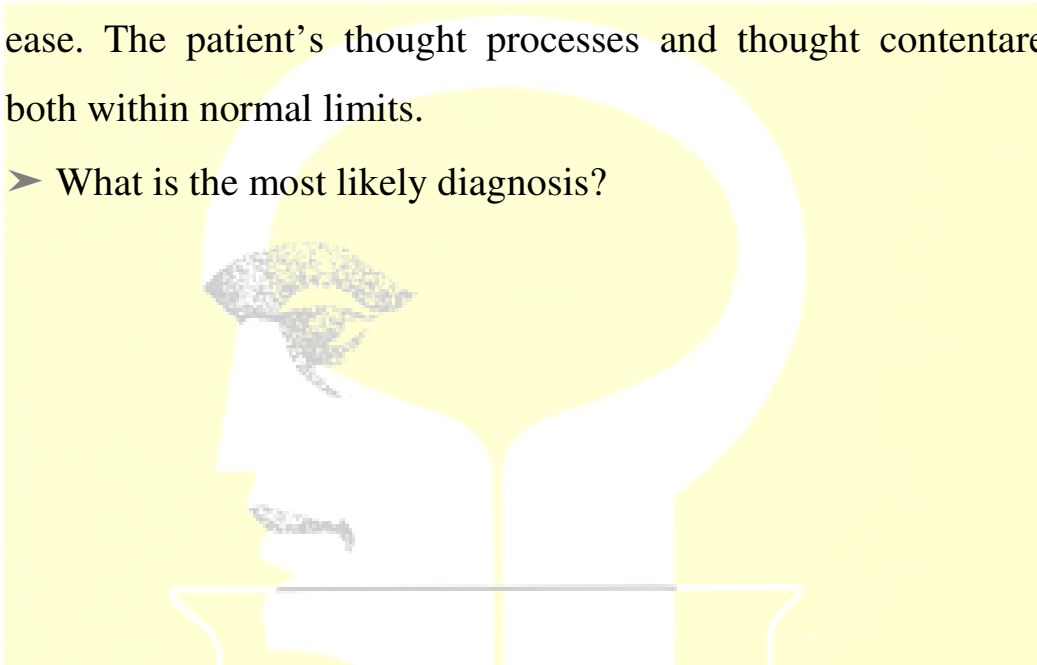 ease. The patient’s thought processes and thought contentare
both within normal limits.
➢ What is the most likely diagnosis?